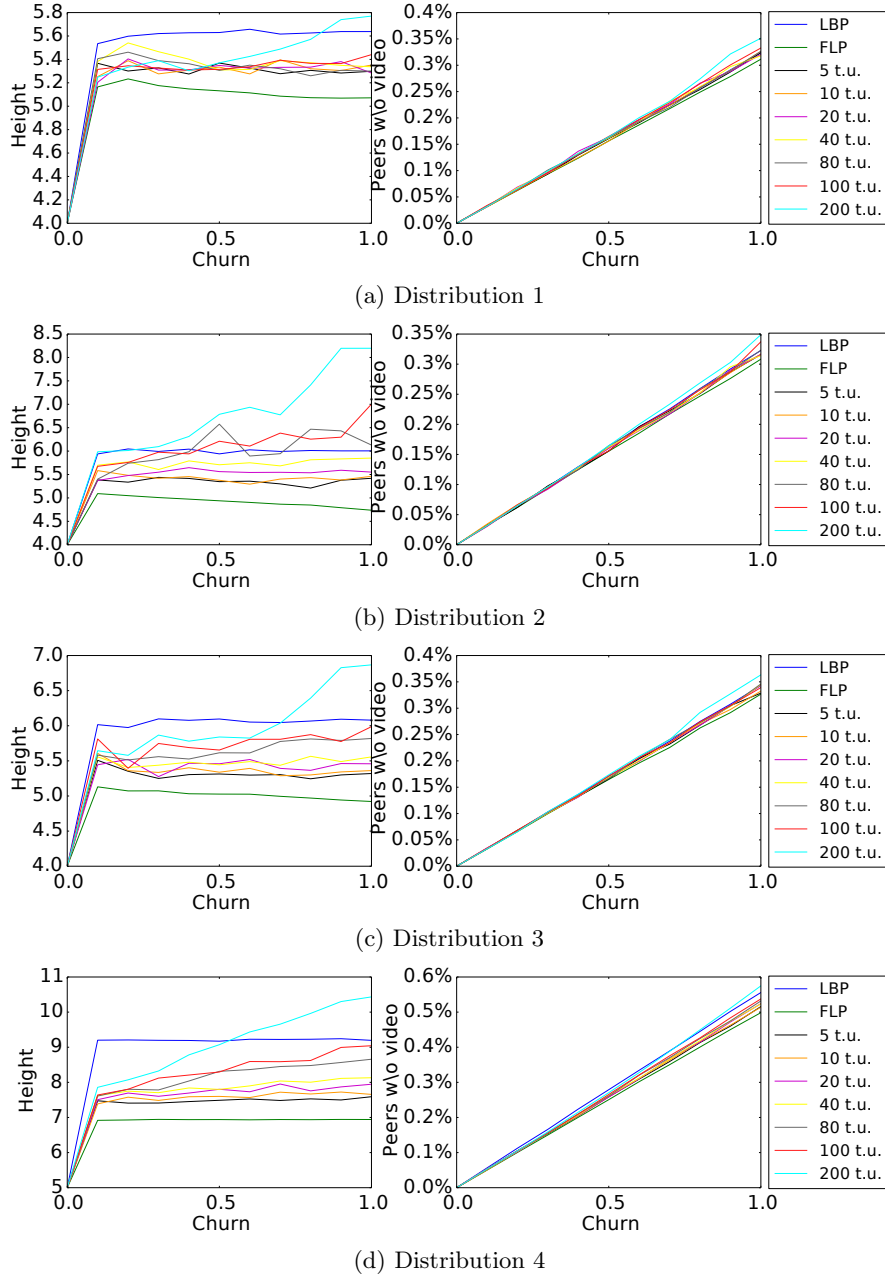 Height
5.8
5.6
5.4
5.2
5.0
4.8
4.6
4.4
4.2
4.0
0.0 0.5 1.0
Churn
Peers w\o video
0.4%
0.35%
0.3%
0.25%
0.2%
0.15%
0.1%
0.05%
0.0%
0.0 0.5 1.0
Churn
LBP
FLP
5 t.u.
10 t.u.
20 t.u.
40 t.u.
80 t.u.
100 t.u.
200 t.u.
(a) Distribution 1
Height
8.5
8.0
7.5
7.0
6.5
6.0
5.5
5.0
4.5
4.0
0.0 0.5 1.0
Churn
Peers w\o video
0.35%
0.3%
0.25%
0.2%
0.15%
0.1%
0.05%
0.0%
0.0 0.5 1.0
Churn
LBP
FLP
5 t.u.
10 t.u.
20 t.u.
40 t.u.
80 t.u.
100 t.u.
200 t.u.
(b) Distribution 2
Height
7.0
6.5
6.0
5.5
5.0
4.5
4.0
0.0 0.5 1.0
Churn
Peers w\o video
0.4%
0.35%
0.3%
0.25%
0.2%
0.15%
0.1%
0.05%
0.0%
0.0 0.5 1.0
Churn
LBP
FLP
5 t.u.
10 t.u.
20 t.u.
40 t.u.
80 t.u.
100 t.u.
200 t.u.
(c) Distribution 3
Height
11
10
9
8
7
6
5
0.0 0.5 1.0
Churn
Peers w\o video
0.6%
0.5%
0.4%
0.3%
0.2%
0.1%
0.0%
0.0 0.5 1.0
Churn
LBP
FLP
5 t.u.
10 t.u.
20 t.u.
40 t.u.
80 t.u.
100 t.u.
200 t.u.
(d) Distribution 4